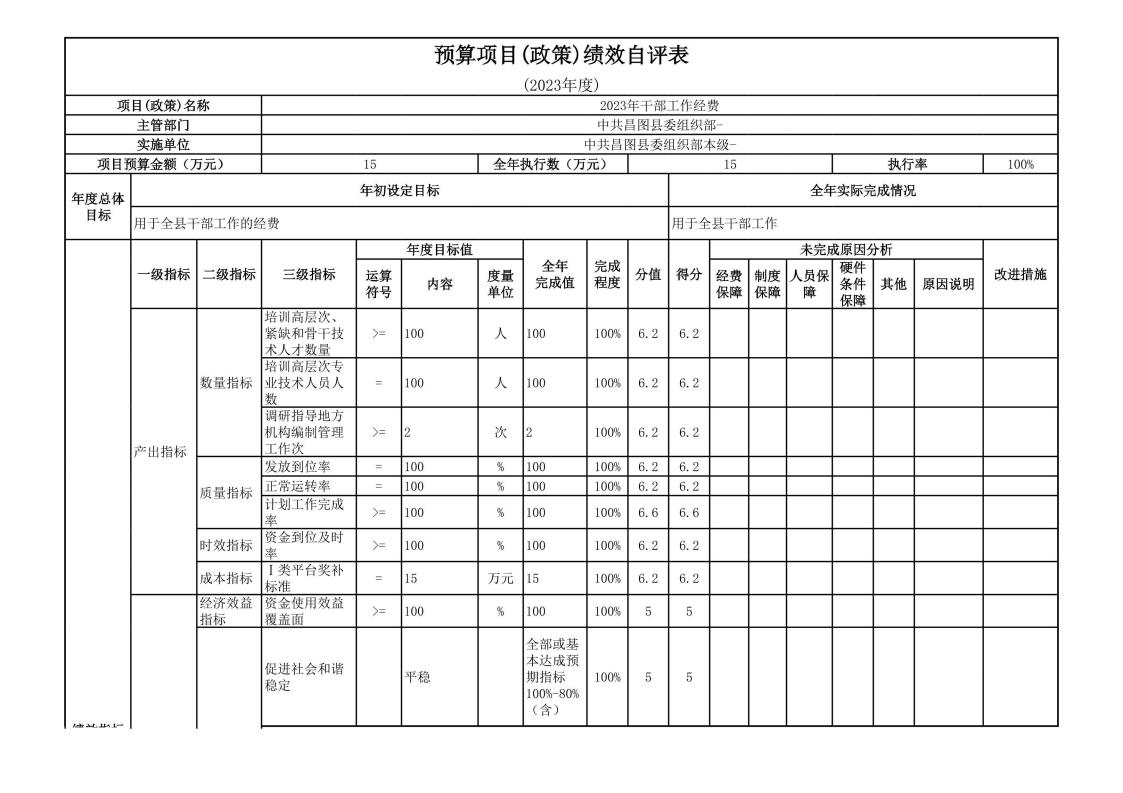 预算项目(政策)绩效自评表
(2023年度)
项目(政策)名称 2023年干部工作经费
主管部门 中共昌图县委组织部-
实施单位 中共昌图县委组织部本级-
项目预算金额（万元） 15 全年执行数（万元） 15 执行率 100%
年度总体目标 年初设定目标 全年实际完成情况
用于全县干部工作的经费 用于全县干部工作
一级指标 二级指标 三级指标 年度目标值 全年完成值 完成程度 分值 得分 未完成原因分析 改进措施
运算符号 内容 度量单位 经费保障 制度保障 人员保障 硬件条件保障 其他 原因说明
产出指标 数量指标 培训高层次、紧缺和骨干技术人才数量 >= 100 人 100 100% 6.2 6.2
培训高层次专业技术人员人数 = 100 人 100 100% 6.2 6.2
调研指导地方机构编制管理工作次 >= 2 次 2 100% 6.2 6.2
质量指标 发放到位率 = 100 % 100 100% 6.2 6.2
正常运转率 = 100 % 100 100% 6.2 6.2
计划工作完成率 >= 100 % 100 100% 6.6 6.6
时效指标 资金到位及时率 >= 100 % 100 100% 6.2 6.2
成本指标 Ⅰ类平台奖补标准 = 15 万元 15 100% 6.2 6.2
经济效益指标 资金使用效益覆盖面 >= 100 % 100 100% 5 5
促进社会和谐稳定 平稳 全部或基本达成预期指标100%-80%（含） 100% 5 5